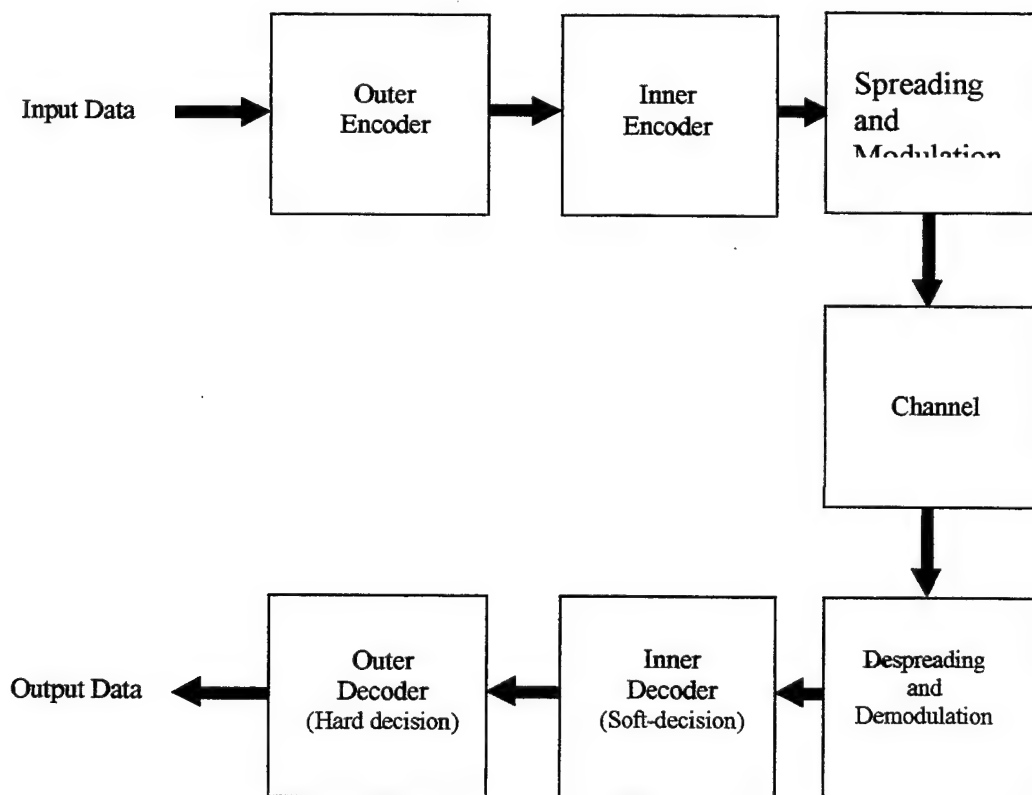 Input Data
Outer
Encoder
Inner
Encoder
Spreading
and
Modulation
Channel
Despreading
and
Demodulation
Inner
Decoder
(Soft-decision)
Outer
Decoder
(Hard decision)
Output Data